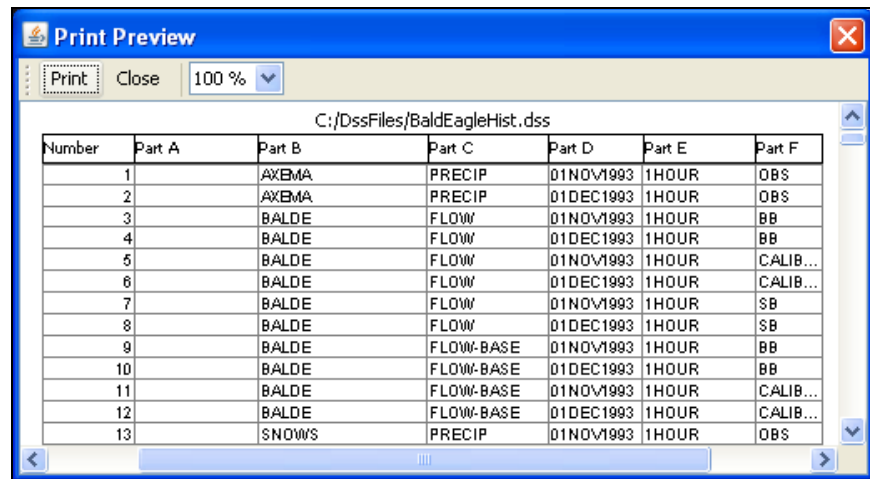 Print Preview
Print Close 100 %
C:/DssFiles/BaldEagleHist.dss
Number Part A Part B Part C Part D Part E Part F
1 AXEMA PRECIP 01NOV1993 1HOUR OBS
2 AXEMA PRECIP 01DEC1993 1HOUR OBS
3 BALDE FLOW 01NOV1993 1HOUR BB
4 BALDE FLOW 01DEC1993 1HOUR BB
5 BALDE FLOW 01NOV1993 1HOUR CALIB...
6 BALDE FLOW 01DEC1993 1HOUR CALIB...
7 BALDE FLOW 01NOV1993 1HOUR SB
8 BALDE FLOW 01DEC1993 1HOUR SB
9 BALDE FLOW-BASE 01NOV1993 1HOUR BB
10 BALDE FLOW-BASE 01DEC1993 1HOUR BB
11 BALDE FLOW-BASE 01NOV1993 1HOUR CALIB...
12 BALDE FLOW-BASE 01DEC1993 1HOUR CALIB...
13 SNOWS PRECIP 01NOV1993 1HOUR OBS